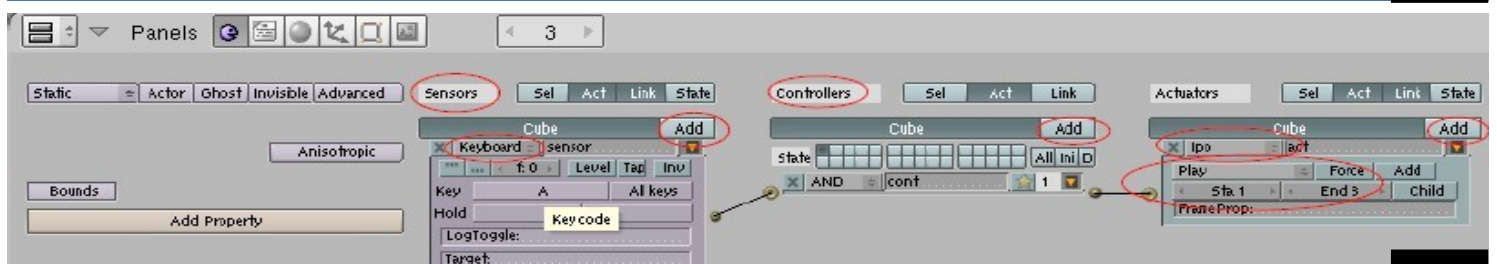 Panels 3
Static Actor Ghost Invisible Advanced Sensors Sel Act Link State Controllers Sel Act Link Actuators Sel Act Link State
Cube Add Cube Add Cube Add
Anisotropic X Keyboard sensor State All Ini D X Ipo act
f: 0 Level Tap Inv Play Force Add
Bounds Key A All keys X AND cont 1 Sta 1 End 3 Child
Add Property Hold Key code FrameProp:
LogToggle:
Target: